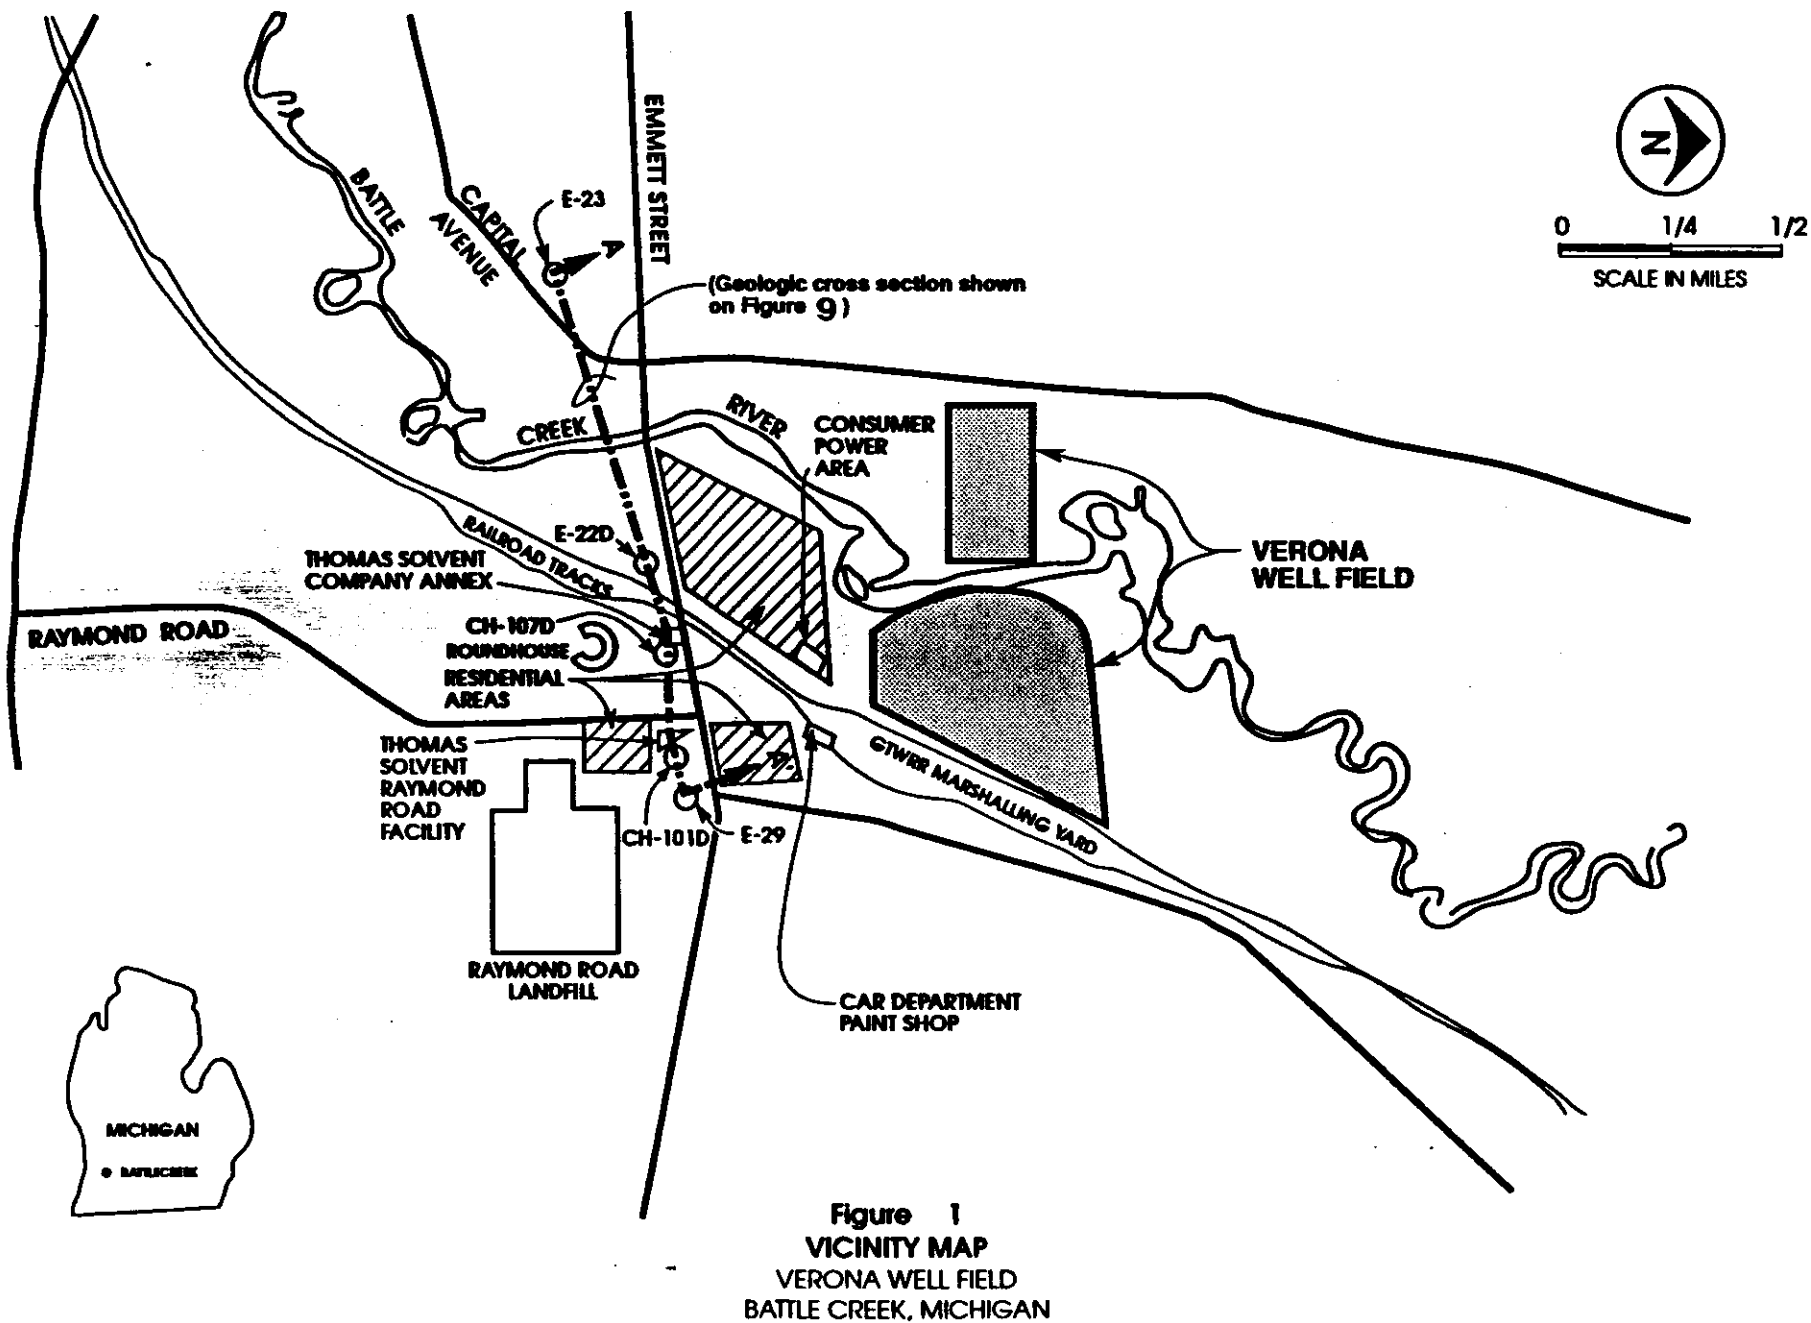 EMMETT STREET
BATTLE
CAPITAL
AVENUE
E-23
A
N
0 1/4 1/2
SCALE IN MILES
(Geologic cross section shown
on Figure 9)
RIVER
CREEK
CONSUMER
POWER
AREA
RAILROAD TRACKS
E-22D
THOMAS SOLVENT
COMPANY ANNEX
VERONA
WELL FIELD
RAYMOND ROAD
CH-107D
ROUNDHOUSE
RESIDENTIAL
AREAS
THOMAS
SOLVENT
RAYMOND
ROAD
FACILITY
A'
GTWRR MARSHALLING YARD
CH-101D
E-29
RAYMOND ROAD
LANDFILL
CAR DEPARTMENT
PAINT SHOP
MICHIGAN
BATTLE CREEK
Figure 1
VICINITY MAP
VERONA WELL FIELD
BATTLE CREEK, MICHIGAN